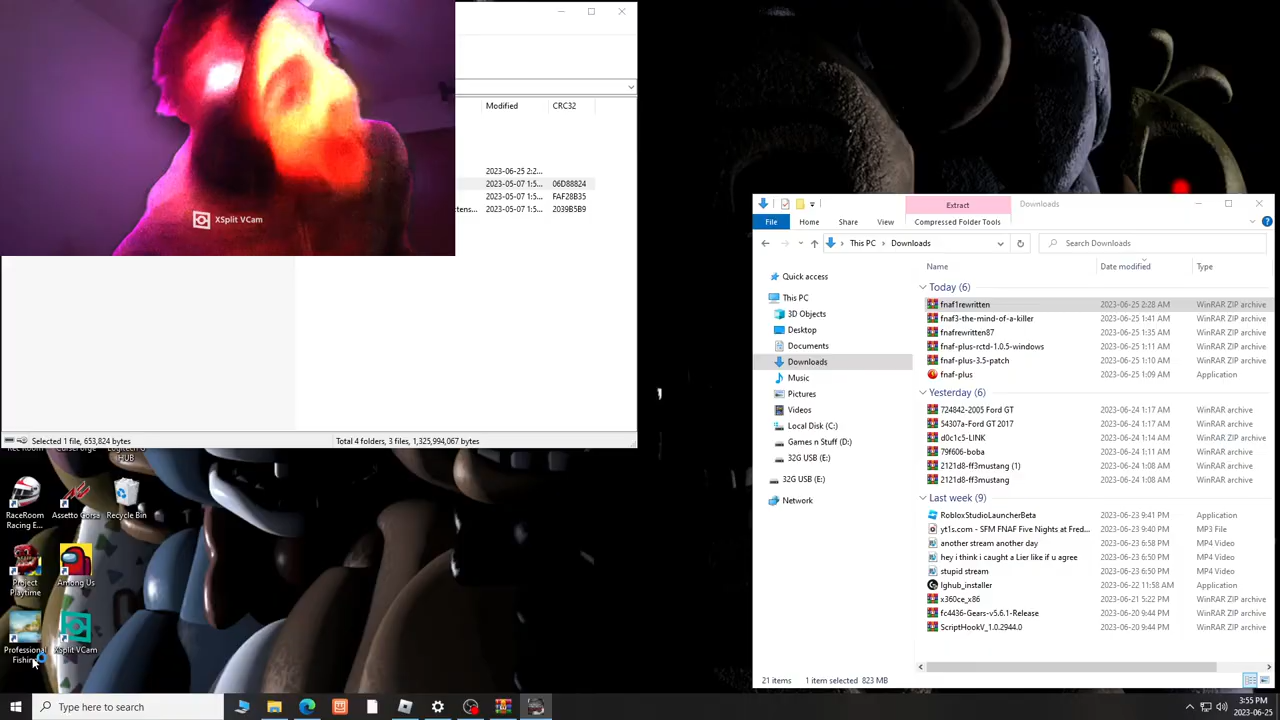 Modified CRC32
2023-06-25 2:2...
2023-05-07 1:5... 06D88824
2023-05-07 1:5... FAF28B35
tens... 2023-05-07 1:5... 2039B5B9
XSplit VCam
Selected 1 file, 653,824 bytes Total 4 folders, 3 files, 1,325,994,067 bytes
HUB
RaceRoom Racing E...
Assetto Corsa
Recycle Bin
Project Playtime
Among Us
Professional Fishing
XSplit VCam
Extract Downloads
File Home Share View Compressed Folder Tools
This PC Downloads Search Downloads
Quick access
This PC
3D Objects
Desktop
Documents
Downloads
Music
Pictures
Videos
Local Disk (C:)
Games n Stuff (D:)
32G USB (E:)
32G USB (E:)
Network
Name Date modified Type
Today (6)
fnaf1rewritten 2023-06-25 2:28 AM WinRAR ZIP archive
fnaf3-the-mind-of-a-killer 2023-06-25 1:41 AM WinRAR ZIP archive
fnafrewritten87 2023-06-25 1:35 AM WinRAR ZIP archive
fnaf-plus-rctd-1.0.5-windows 2023-06-25 1:11 AM WinRAR ZIP archive
fnaf-plus-3.5-patch 2023-06-25 1:10 AM WinRAR ZIP archive
fnaf-plus 2023-06-25 1:09 AM Application
Yesterday (6)
724842-2005 Ford GT 2023-06-24 1:17 AM WinRAR archive
54307a-Ford GT 2017 2023-06-24 1:17 AM WinRAR archive
d0c1c5-LINK 2023-06-24 1:14 AM WinRAR archive
79f606-boba 2023-06-24 1:11 AM WinRAR archive
2121d8-ff3mustang (1) 2023-06-24 1:08 AM WinRAR archive
2121d8-ff3mustang 2023-06-24 1:08 AM WinRAR archive
Last week (9)
RobloxStudioLauncherBeta 2023-06-23 9:41 PM Application
yt1s.com - SFM FNAF Five Nights at Fred... 2023-06-23 9:40 PM MP3 File
another stream another day 2023-06-23 6:58 PM MP4 Video
hey i think i caught a Lier like if u agree 2023-06-23 6:50 PM MP4 Video
stupid stream 2023-06-23 6:50 PM MP4 Video
lghub_installer 2023-06-22 11:58 AM Application
x360ce_x86 2023-06-21 5:22 PM WinRAR ZIP archive
fc4436-Gears-v5.6.1-Release 2023-06-20 9:44 PM WinRAR ZIP archive
ScriptHookV_1.0.2944.0 2023-06-20 9:44 PM WinRAR ZIP archive
21 items 1 item selected 823 MB
Type here to search
3:55 PM
2023-06-25